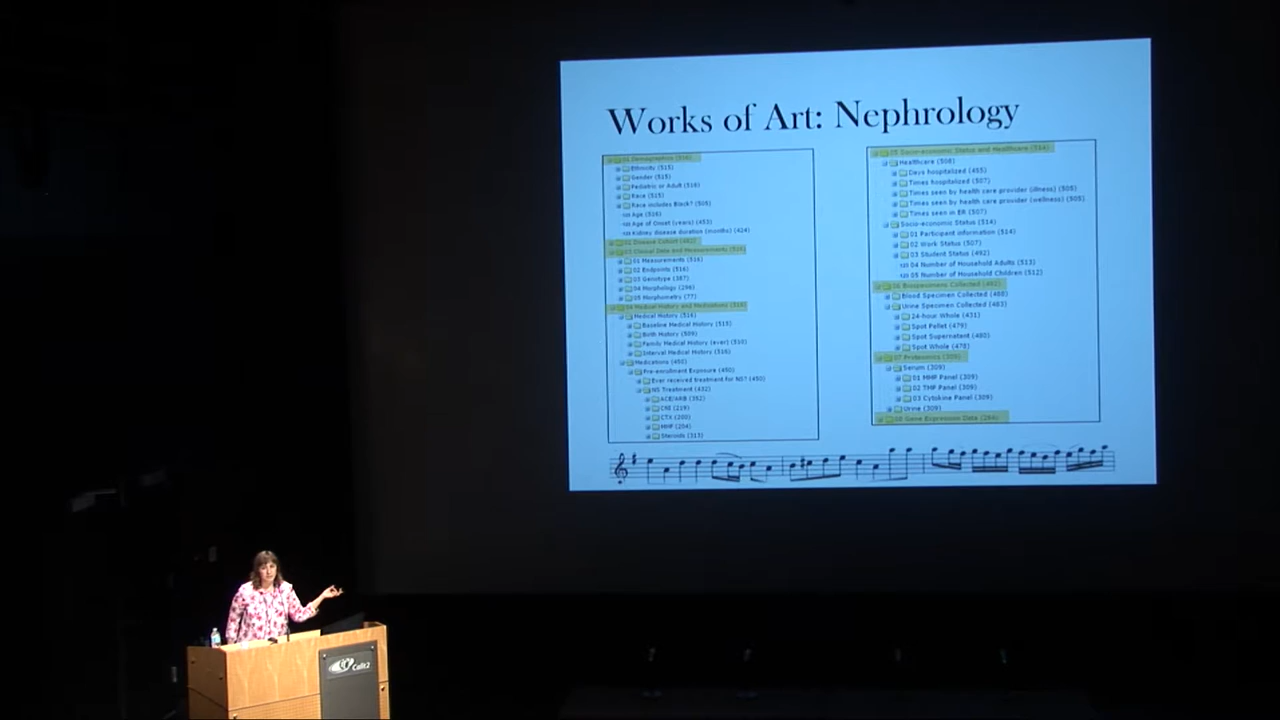 Works of Art: Nephrology
01 Demographics (516)
Ethnicity (515)
Gender (515)
Pediatric or Adult (516)
Race (515)
Race includes Black? (505)
Age (506)
Age of Onset (years) (453)
Kidney disease duration (months) (424)
02 Disease Cohort (482)
03 Clinical Data and Measurements (516)
01 Measurements (516)
02 Endpoints (516)
03 Genotype (387)
04 Morphology (296)
05 Morphometry (77)
04 Medical History and Medications (516)
Medical History (516)
Baseline Medical History (515)
Birth History (509)
Family Medical History (ever) (510)
Interval Medical History (516)
Medications (450)
Pre-enrollment Exposure (450)
Ever received treatment for NS? (450)
NS Treatment (432)
ACE/ARB (352)
CNI (219)
CTX (200)
MMF (204)
Steroids (313)
05 Socio-economic Status and Healthcare (514)
Healthcare (508)
Days hospitalized (455)
Times hospitalized (507)
Times seen by health care provider (illness) (505)
Times seen by health care provider (wellness) (505)
Times seen in ER (507)
Socio-economic Status (514)
01 Participant information (514)
02 Work Status (507)
03 Student Status (492)
04 Number of Household Adults (513)
05 Number of Household Children (512)
06 Biospecimens Collected (492)
Blood Specimen Collected (488)
Urine Specimen Collected (483)
24-hour Whole (431)
Spot Pellet (479)
Spot Supernatant (480)
Spot Whole (478)
07 Proteomics (309)
Serum (309)
01 MMP Panel (309)
02 TMP Panel (309)
03 Cytokine Panel (309)
Urine (309)
08 Gene Expression Data (264)
Calit2